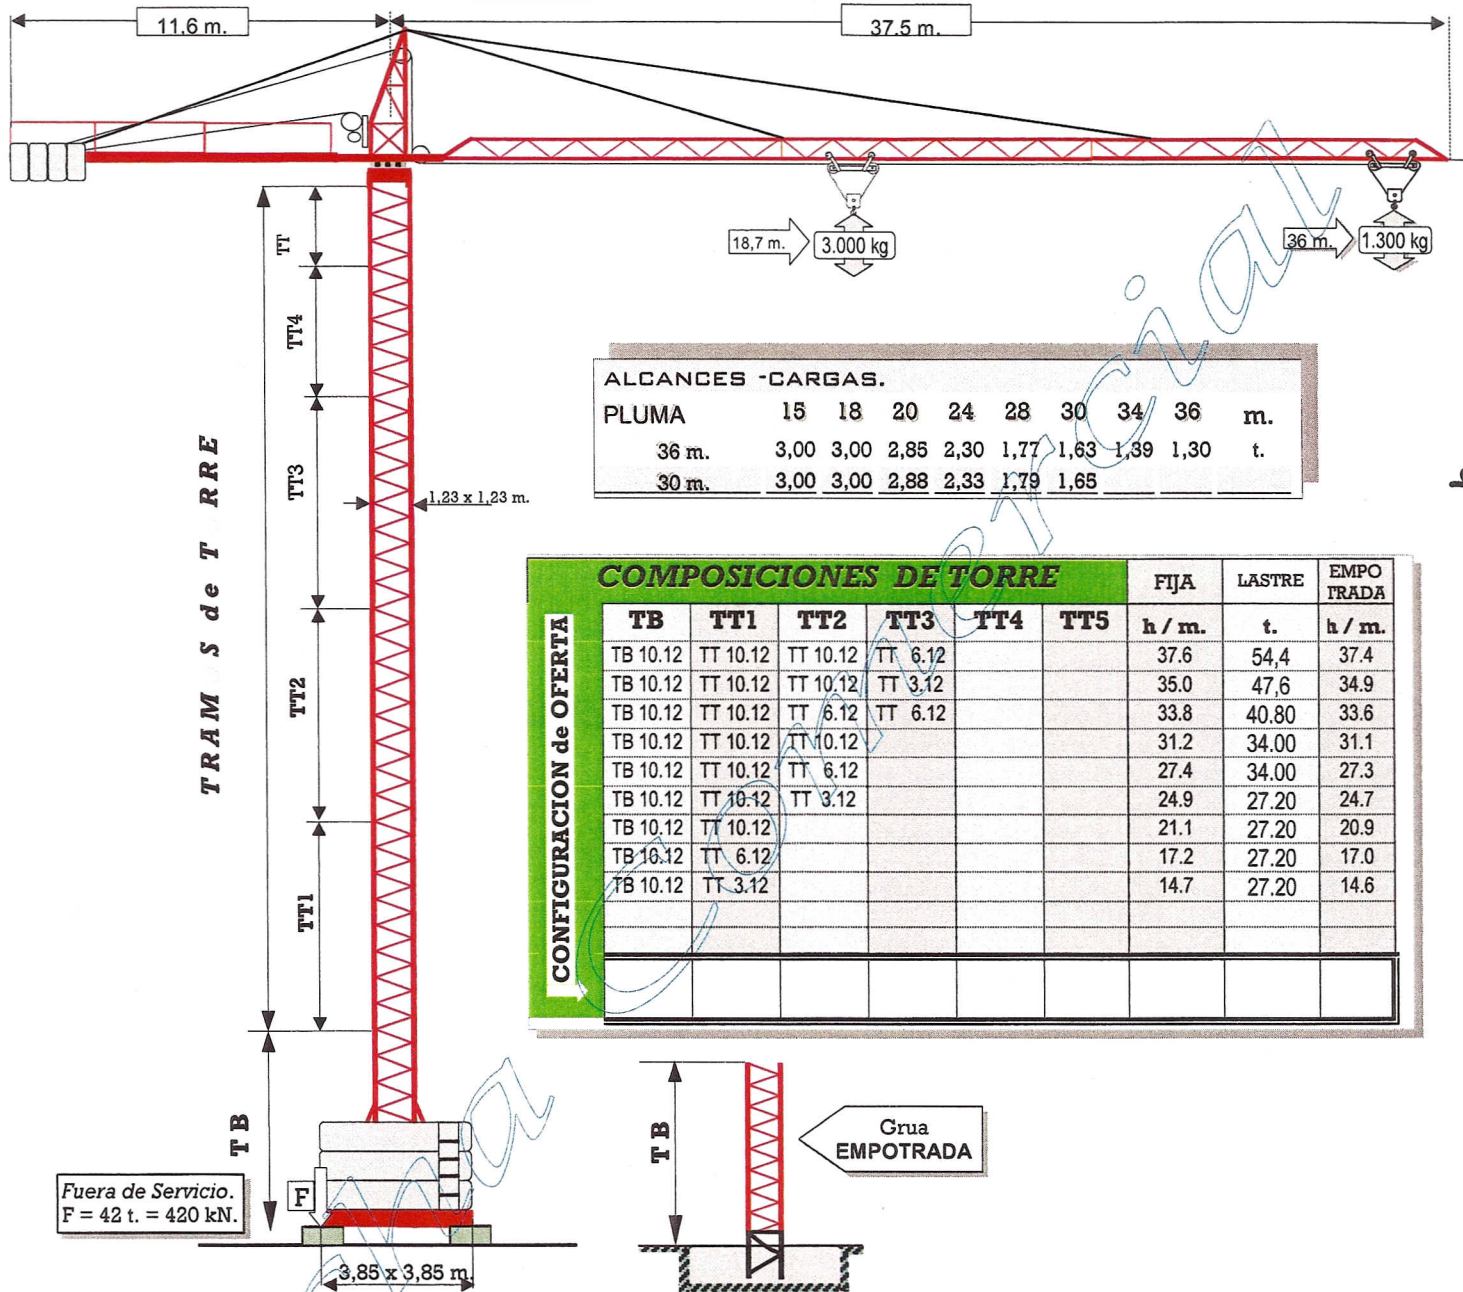 11,6 m.
37.5 m.
18,7 m.
3.000 kg
36 m.
1.300 kg
TT
TT4
TT3
TT2
TT1
T B
TRAM S de T RRE
1,23 x 1,23 m.
ALCANCES -CARGAS.
PLUMA 15 18 20 24 28 30 34 36 m.
36 m. 3,00 3,00 2,85 2,30 1,77 1,63 1,39 1,30 t.
30 m. 3,00 3,00 2,88 2,33 1,79 1,65
COMPOSICIONES DE TORRE FIJA LASTRE EMPO
TRADA
TB TT1 TT2 TT3 TT4 TT5 h / m. t. h / m.
TB 10.12 TT 10.12 TT 10.12 TT 6.12 37.6 54,4 37.4
TB 10.12 TT 10.12 TT 10.12 TT 3.12 35.0 47,6 34.9
TB 10.12 TT 10.12 TT 6.12 TT 6.12 33.8 40.80 33.6
TB 10.12 TT 10.12 TT 10.12 31.2 34.00 31.1
TB 10.12 TT 10.12 TT 6.12 27.4 34.00 27.3
TB 10.12 TT 10.12 TT 3.12 24.9 27.20 24.7
TB 10.12 TT 10.12 21.1 27.20 20.9
TB 10.12 TT 6.12 17.2 27.20 17.0
TB 10.12 TT 3.12 14.7 27.20 14.6
CONFIGURACION de OFERTA
Comercial
Fuera de Servicio.
F = 42 t. = 420 kN.
F
3,85 x 3,85 m.
T B
Grua
EMPOTRADA